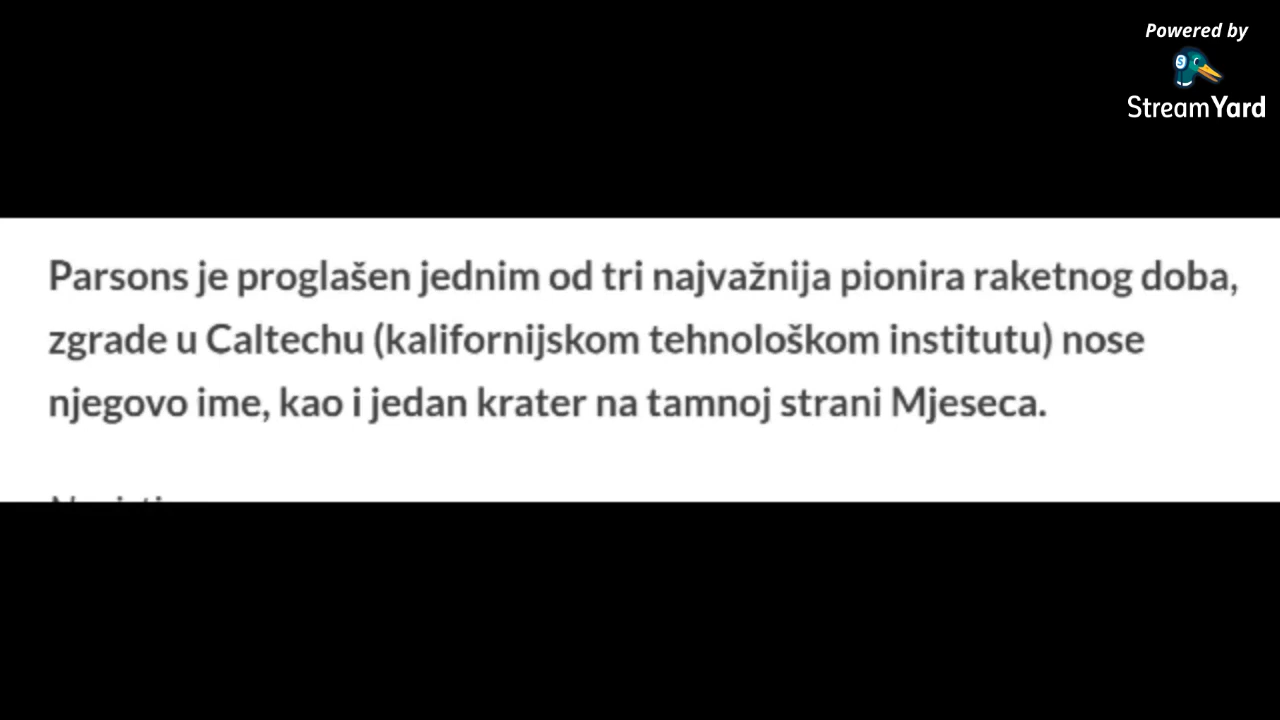 Powered by
StreamYard
Parsons je proglašen jednim od tri najvažnija pionira raketnog doba,
zgrade u Caltechu (kalifornijskom tehnološkom institutu) nose
njegovo ime, kao i jedan krater na tamnoj strani Mjeseca.